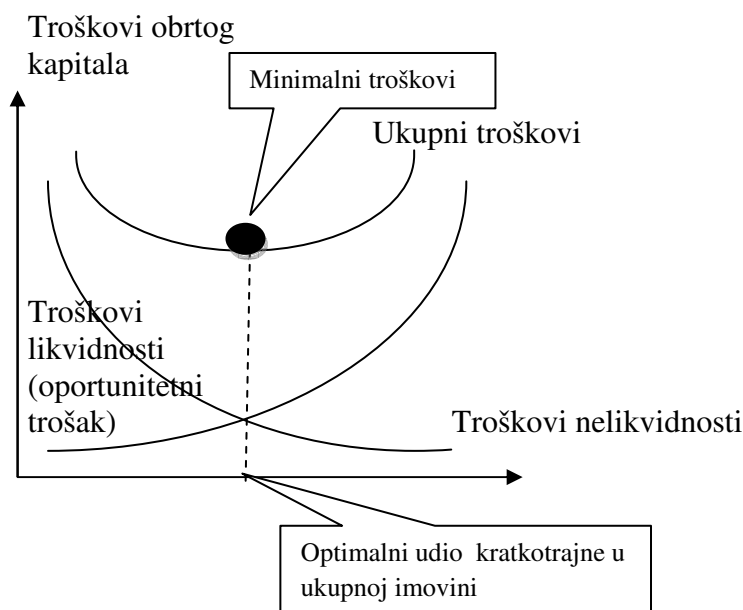 Troškovi obrtog
kapitala
Minimalni troškovi
Ukupni troškovi
Troškovi
likvidnosti
(oportunitetni
trošak)
Troškovi nelikvidnosti
Optimalni udio kratkotrajne u
ukupnoj imovini